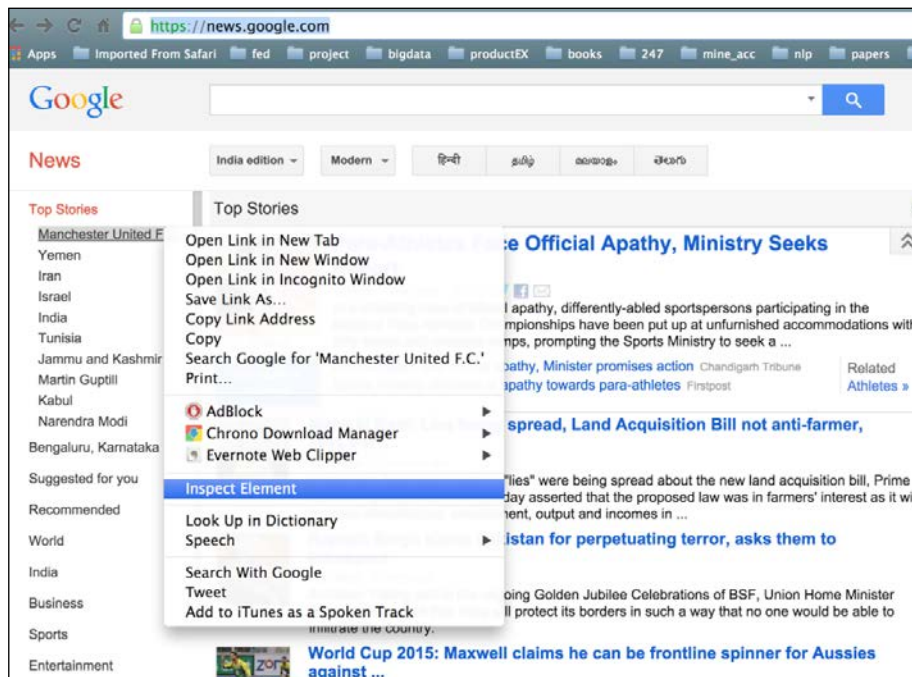 https://news.google.com
Apps Imported From Safari fed project bigdata productEX books 247 mine_acc nlp papers
Google
News
India edition Modern हिन्दी தமிழ் മലയാളം తెలుగు
Top Stories
Manchester United F
Yemen
Iran
Israel
India
Tunisia
Jammu and Kashmir
Martin Guptill
Kabul
Narendra Modi
Bengaluru, Karnataka
Suggested for you
Recommended
World
India
Business
Sports
Entertainment
Top Stories
Open Link in New Tab
Open Link in New Window
Open Link in Incognito Window
Save Link As...
Copy Link Address
Copy
Search Google for 'Manchester United F.C.'
Print...
AdBlock
Chrono Download Manager
Evernote Web Clipper
Inspect Element
Look Up in Dictionary
Speech
Search With Google
Tweet
Add to iTunes as a Spoken Track
Official Apathy, Ministry Seeks
apathy, differently-abled sportspersons participating in the
mpionships have been put up at unfurnished accommodations with
mps, prompting the Sports Ministry to seek a ...
pathy, Minister promises action Chandigarh Tribune
apathy towards para-athletes Firstpost
Related
Athletes »
spread, Land Acquisition Bill not anti-farmer,
"lies" were being spread about the new land acquisition bill, Prime
day asserted that the proposed law was in farmers' interest as it wi
ent, output and incomes in ...
istan for perpetuating terror, asks them to
oing Golden Jubilee Celebrations of BSF, Union Home Minister
ll protect its borders in such a way that no one would be able to
infiltrate the country.
World Cup 2015: Maxwell claims he can be frontline spinner for Aussies
against ...